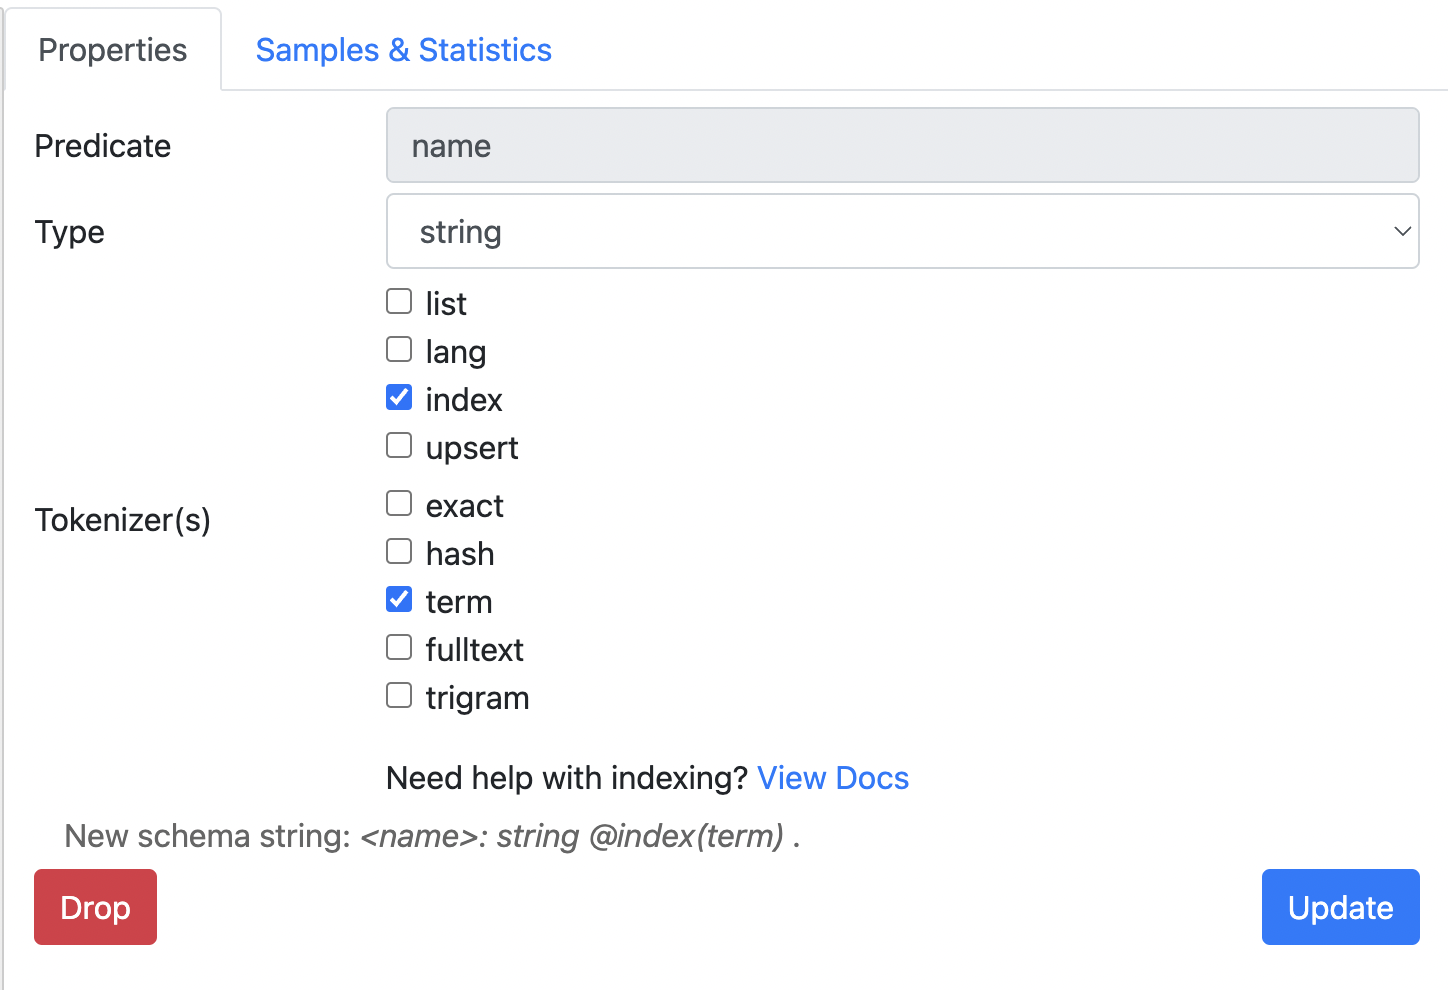 Properties Samples & Statistics
Predicate name
Type string
list
lang
index
upsert
Tokenizer(s)
exact
hash
term
fulltext
trigram
Need help with indexing? View Docs
New schema string: <name>: string @index(term) .
Drop Update